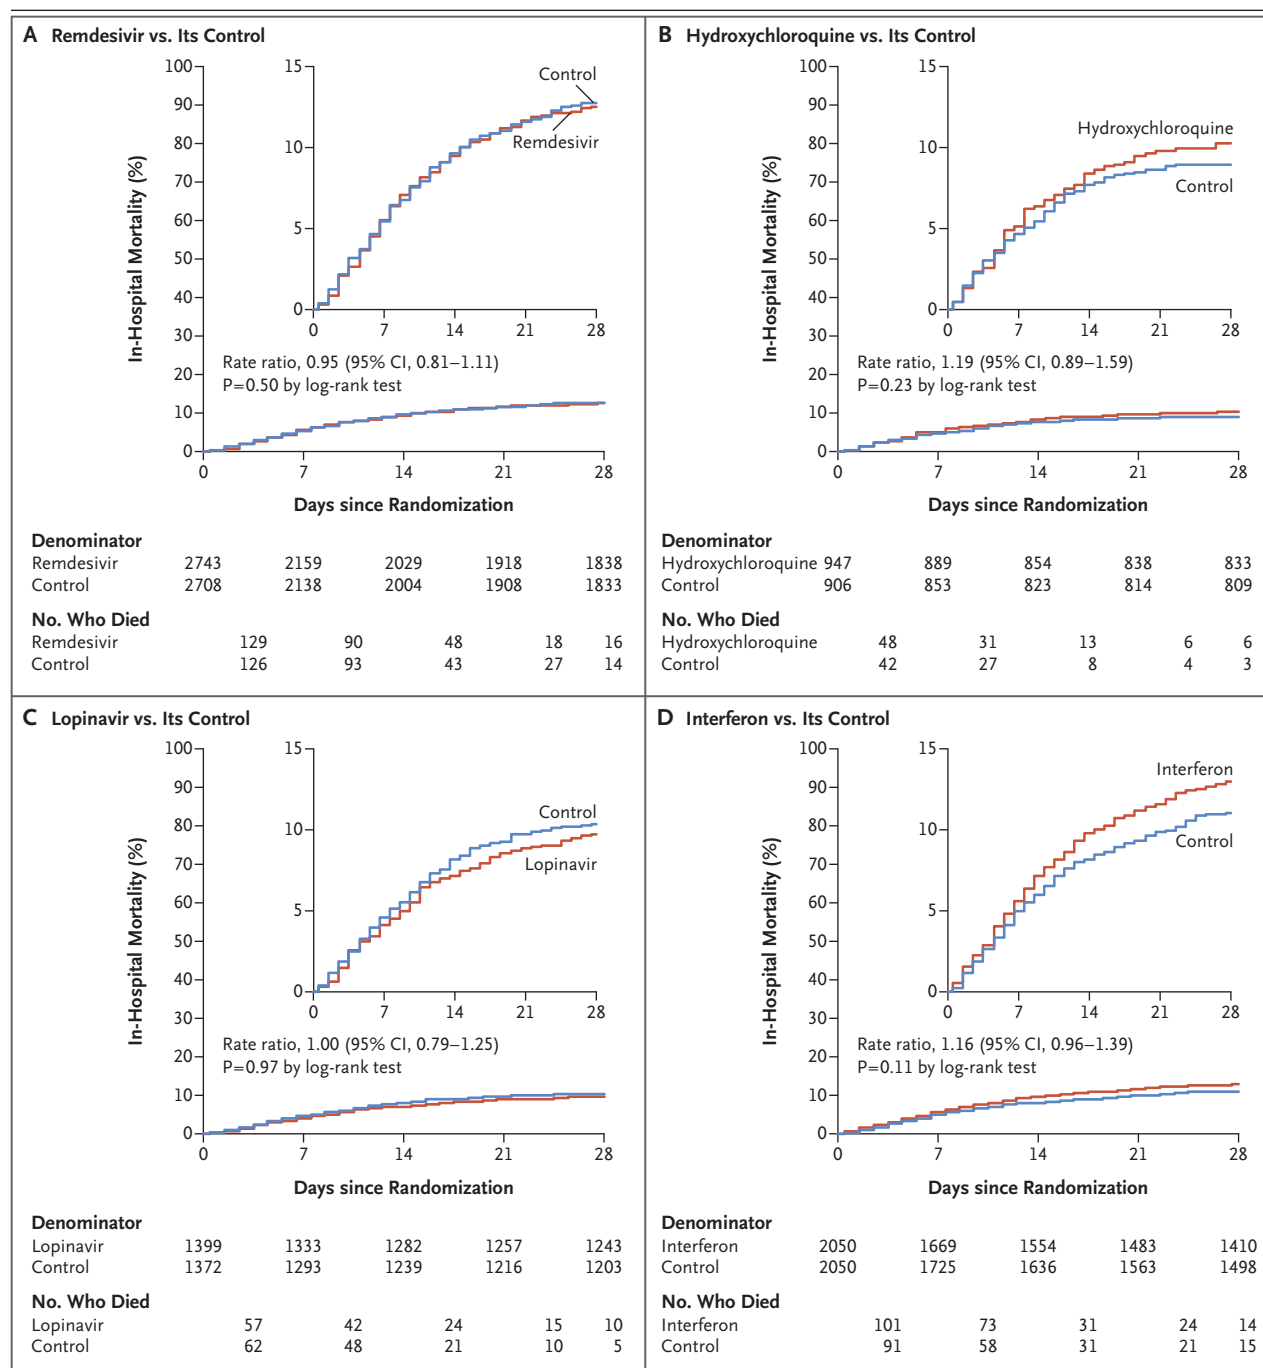 A Remdesivir vs. Its Control
100
90
80
70
60
50
40
30
20
10
0
In-Hospital Mortality (%)
15
10
5
0
0 7 14 21 28
Control
Remdesivir
Rate ratio, 0.95 (95% CI, 0.81–1.11)
P=0.50 by log-rank test
0 7 14 21 28
Days since Randomization
Denominator
Remdesivir 2743 2159 2029 1918 1838
Control 2708 2138 2004 1908 1833
No. Who Died
Remdesivir 129 90 48 18 16
Control 126 93 43 27 14
B Hydroxychloroquine vs. Its Control
100
90
80
70
60
50
40
30
20
10
0
In-Hospital Mortality (%)
15
10
5
0
0 7 14 21 28
Hydroxychloroquine
Control
Rate ratio, 1.19 (95% CI, 0.89–1.59)
P=0.23 by log-rank test
0 7 14 21 28
Days since Randomization
Denominator
Hydroxychloroquine 947 889 854 838 833
Control 906 853 823 814 809
No. Who Died
Hydroxychloroquine 48 31 13 6 6
Control 42 27 8 4 3
C Lopinavir vs. Its Control
100
90
80
70
60
50
40
30
20
10
0
In-Hospital Mortality (%)
15
10
5
0
0 7 14 21 28
Control
Lopinavir
Rate ratio, 1.00 (95% CI, 0.79–1.25)
P=0.97 by log-rank test
0 7 14 21 28
Days since Randomization
Denominator
Lopinavir 1399 1333 1282 1257 1243
Control 1372 1293 1239 1216 1203
No. Who Died
Lopinavir 57 42 24 15 10
Control 62 48 21 10 5
D Interferon vs. Its Control
100
90
80
70
60
50
40
30
20
10
0
In-Hospital Mortality (%)
15
10
5
0
0 7 14 21 28
Interferon
Control
Rate ratio, 1.16 (95% CI, 0.96–1.39)
P=0.11 by log-rank test
0 7 14 21 28
Days since Randomization
Denominator
Interferon 2050 1669 1554 1483 1410
Control 2050 1725 1636 1563 1498
No. Who Died
Interferon 101 73 31 24 14
Control 91 58 31 21 15